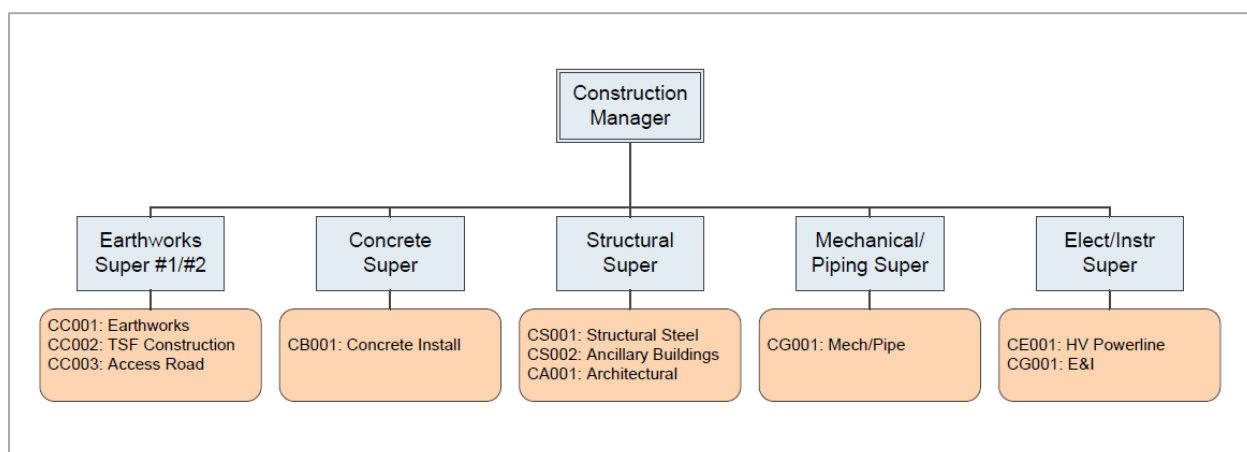 Construction
Manager
Earthworks
Super #1/#2
Concrete
Super
Structural
Super
Mechanical/
Piping Super
Elect/Instr
Super
CC001: Earthworks
CC002: TSF Construction
CC003: Access Road
CB001: Concrete Install
CS001: Structural Steel
CS002: Ancillary Buildings
CA001: Architectural
CG001: Mech/Pipe
CE001: HV Powerline
CG001: E&I